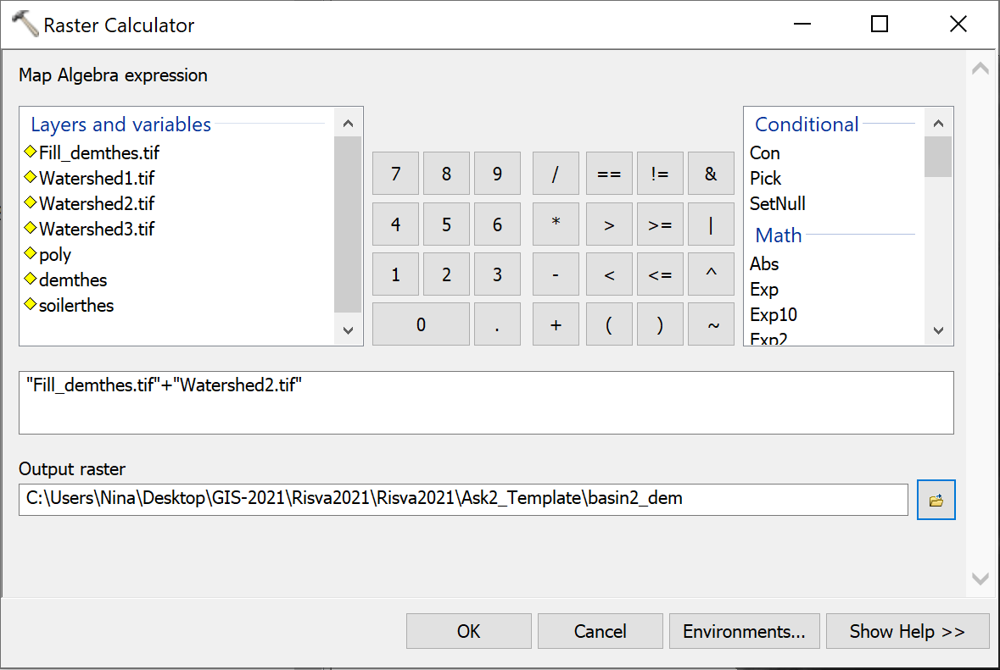 Raster Calculator
Map Algebra expression
Layers and variables
Fill_demthes.tif
Watershed1.tif
Watershed2.tif
Watershed3.tif
poly
demthes
soilerthes
7 8 9 / == != &
4 5 6 * > >= |
1 2 3 - < <= ^
0 . + ( ) ~
Conditional
Con
Pick
SetNull
Math
Abs
Exp
Exp10
Exp2
"Fill_demthes.tif"+"Watershed2.tif"
Output raster
C:\Users\Nina\Desktop\GIS-2021\Risva2021\Risva2021\Ask2_Template\basin2_dem
OK Cancel Environments... Show Help >>